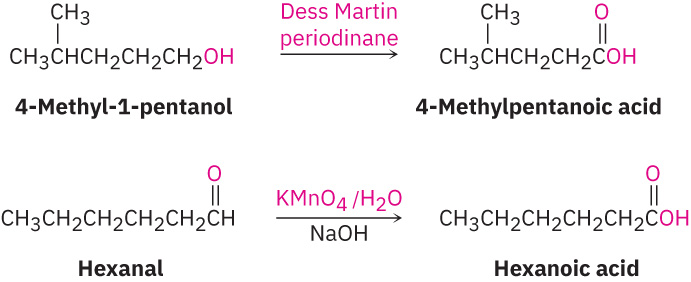 CH₃
CH₃CHCH₂CH₂CH₂OH
4-Methyl-1-pentanol
Dess Martin
periodinane
CH₃ O
CH₃CHCH₂CH₂COH
4-Methylpentanoic acid
O
CH₃CH₂CH₂CH₂CH₂CH
Hexanal
KMnO₄/H₂O
NaOH
O
CH₃CH₂CH₂CH₂CH₂COH
Hexanoic acid